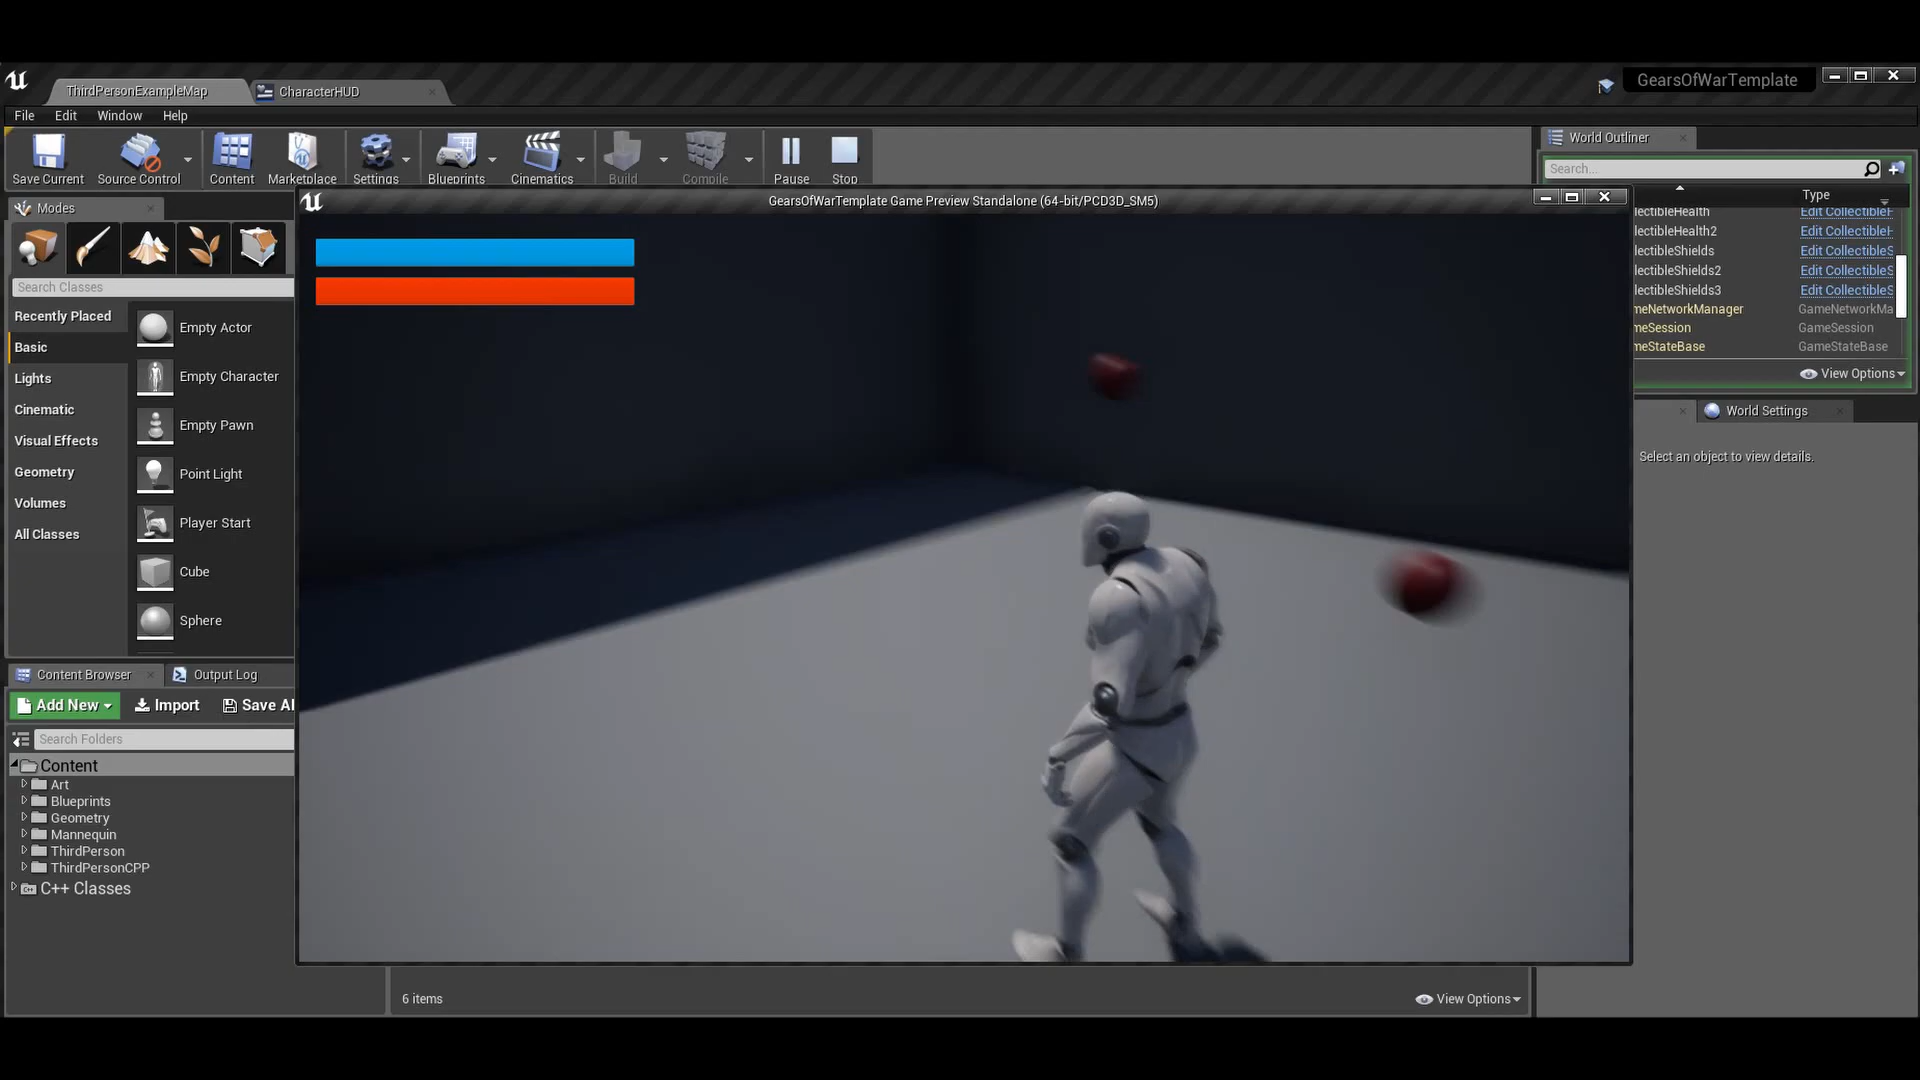 ThirdPersonExampleMap
CharacterHUD
GearsOfWarTemplate
File Edit Window Help
Save Current
Source Control
Content
Marketplace
Settings
Blueprints
Cinematics
Build
Compile
Pause
Stop
World Outliner
Search...
Type
lectibleHealth Edit CollectibleH
lectibleHealth2 Edit CollectibleH
lectibleShields Edit CollectibleS
lectibleShields2 Edit CollectibleS
lectibleShields3 Edit CollectibleS
meNetworkManager GameNetworkMa
meSession GameSession
meStateBase GameStateBase
View Options
World Settings
Select an object to view details.
Modes
Search Classes
Recently Placed
Basic
Lights
Cinematic
Visual Effects
Geometry
Volumes
All Classes
Empty Actor
Empty Character
Empty Pawn
Point Light
Player Start
Cube
Sphere
GearsOfWarTemplate Game Preview Standalone (64-bit/PCD3D_SM5)
Content Browser
Output Log
Add New
Import
Save Al
Search Folders
Content
Art
Blueprints
Geometry
Mannequin
ThirdPerson
ThirdPersonCPP
C++ Classes
6 items
View Options